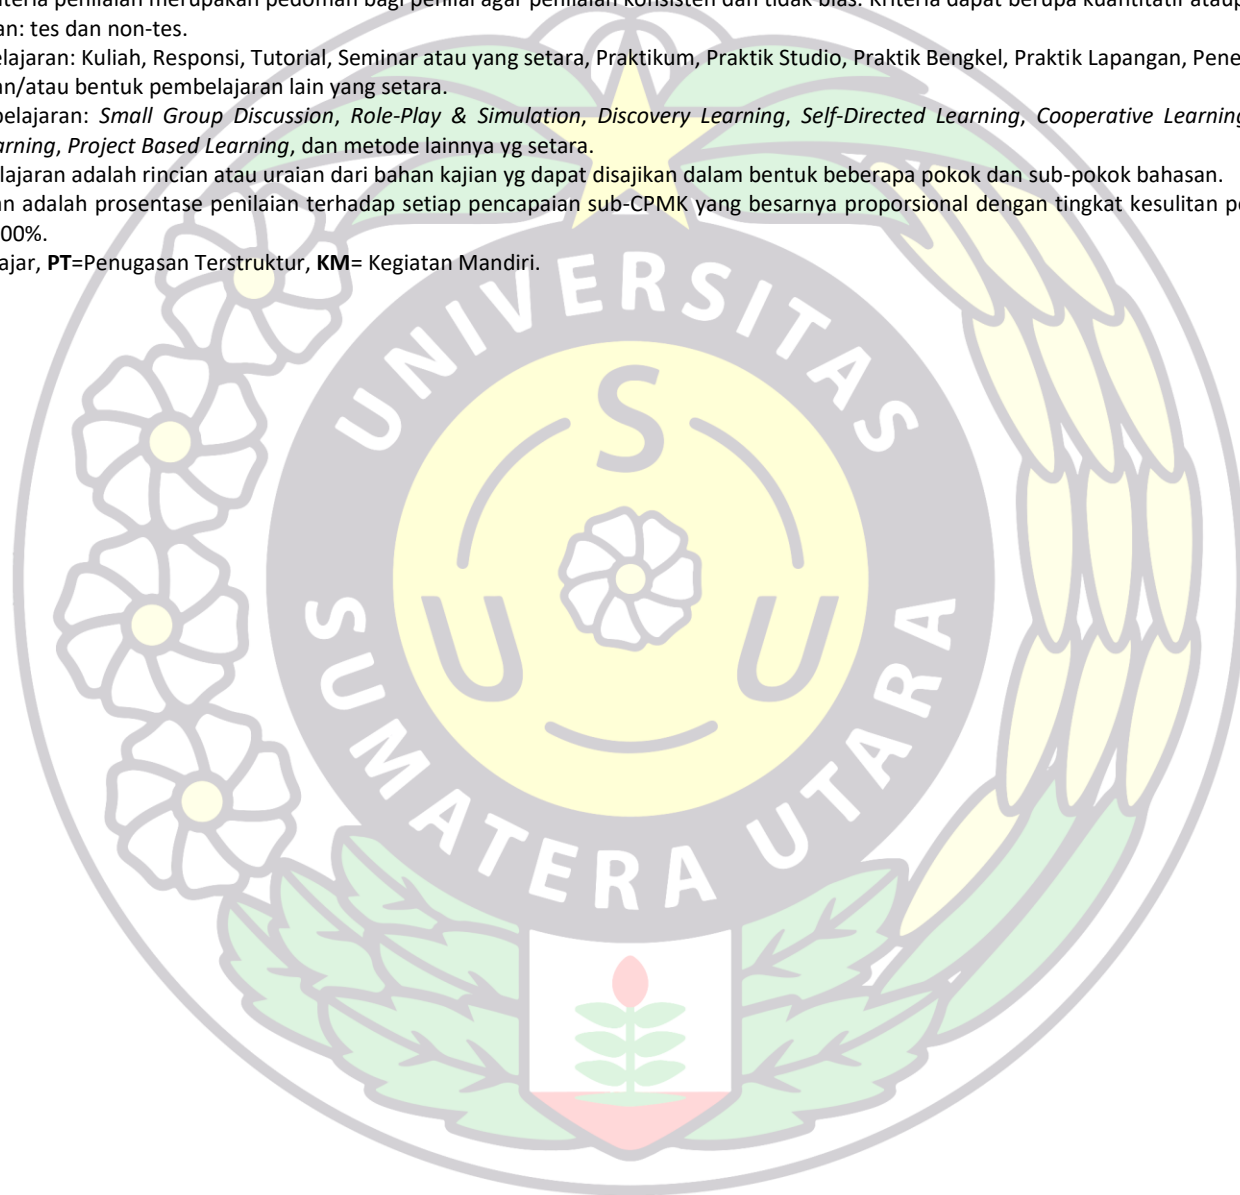 teria penilaian merupakan pedoman bagi penilai agar penilaian konsisten dan tidak bias. Kriteria dapat berupa kuantitatif ataup
an: tes dan non-tes.
elajaran: Kuliah, Responsi, Tutorial, Seminar atau yang setara, Praktikum, Praktik Studio, Praktik Bengkel, Praktik Lapangan, Pene
an/atau bentuk pembelajaran lain yang setara.
belajaran: Small Group Discussion, Role-Play & Simulation, Discovery Learning, Self-Directed Learning, Cooperative Learning
arning, Project Based Learning, dan metode lainnya yg setara.
lajaran adalah rincian atau uraian dari bahan kajian yg dapat disajikan dalam bentuk beberapa pokok dan sub-pokok bahasan.
an adalah prosentase penilaian terhadap setiap pencapaian sub-CPMK yang besarnya proporsional dengan tingkat kesulitan pe
00%.
ajar, PT=Penugasan Terstruktur, KM= Kegiatan Mandiri.
UNIVERSITAS
S
U U
SUMATERA UTARA